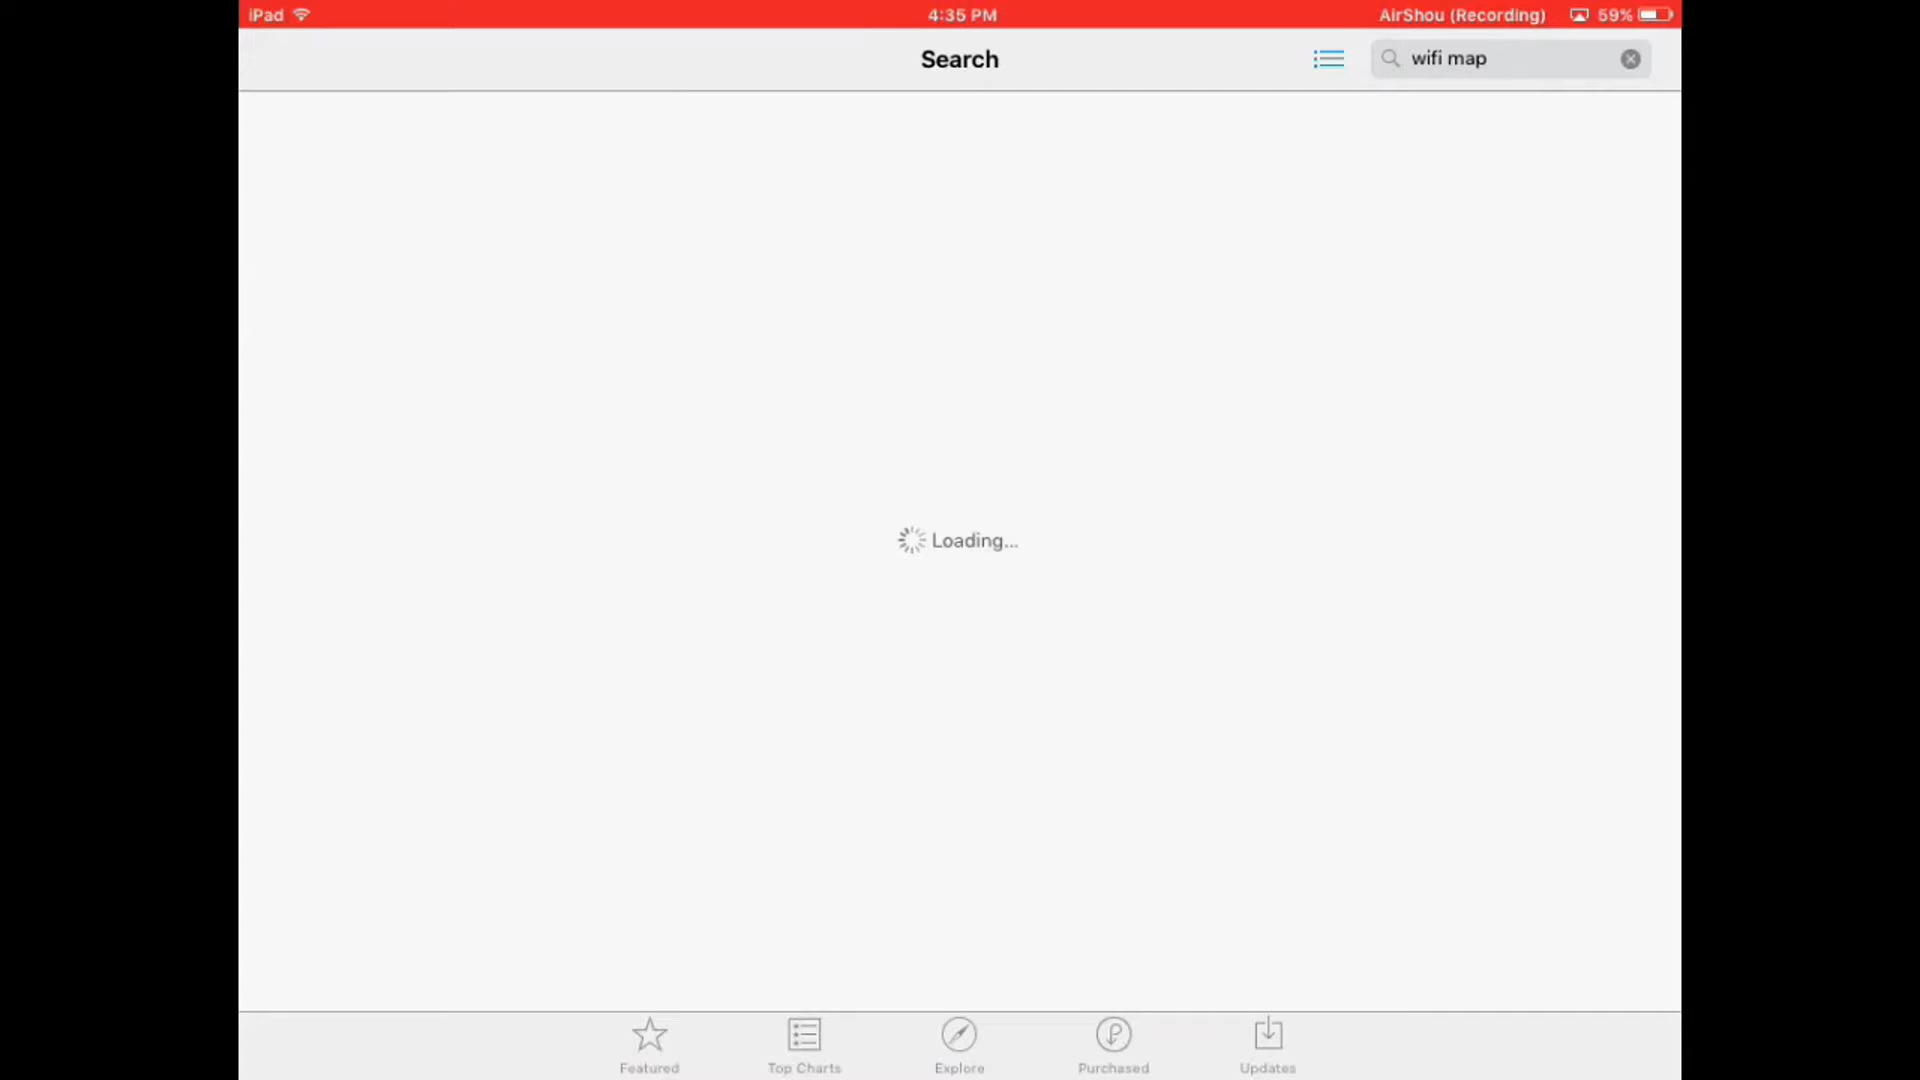 iPad 4:35 PM AirShou (Recording) 59%
Search wifi map
Loading...
Featured Top Charts Explore Purchased Updates